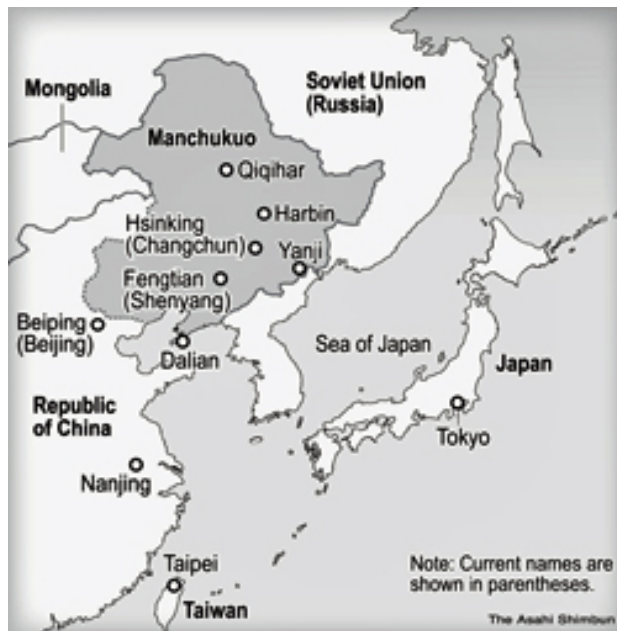 Soviet Union
(Russia)
Mongolia
Manchukuo
Qiqihar
Harbin
Hsinking
(Changchun)
Yanji
Fengtian
(Shenyang)
Beiping
(Beijing)
Dalian
Sea of Japan
Japan
Republic
of China
Tokyo
Nanjing
Taipei
Taiwan
Note: Current names are
shown in parentheses.
The Asahi Shimbun